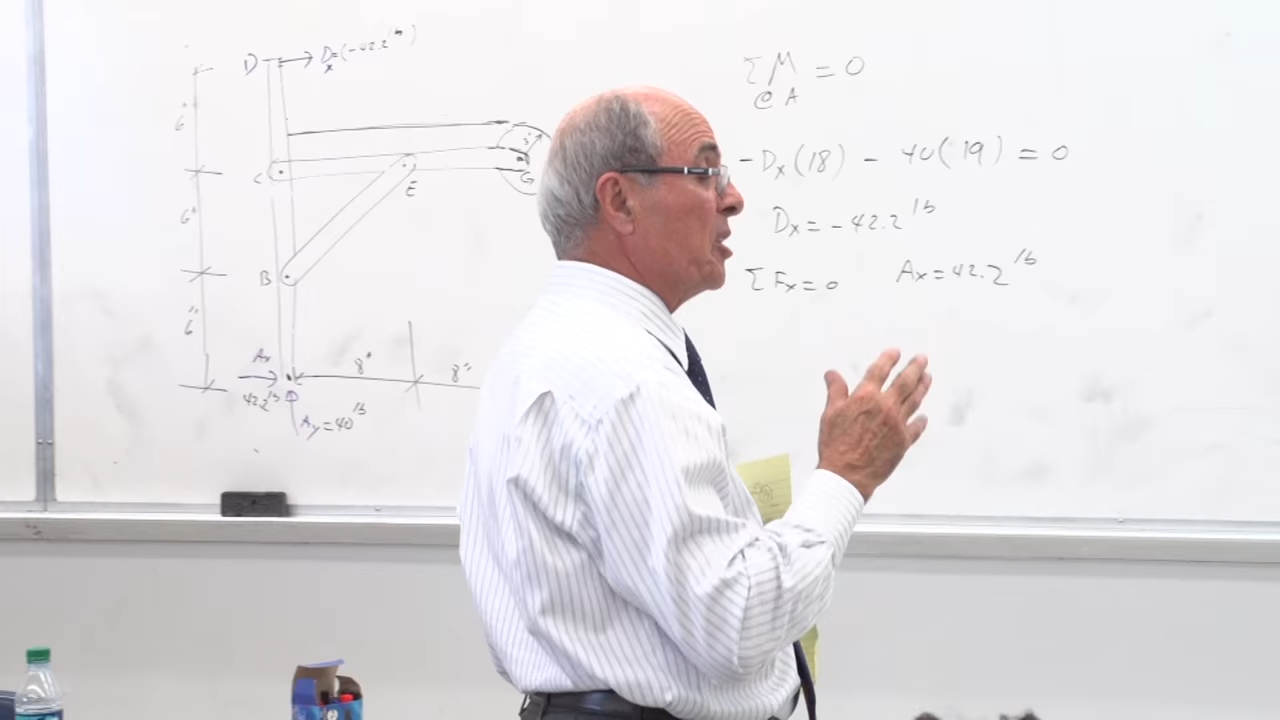 D
Dx=(-42.2 lb)
6"
3"
C
E
G
6"
B
6"
Ax
8"
8"
42.2 lb
Ay=40 lb
ΣM = 0
@ A
-Dx(18) - 40(19) = 0
Dx = -42.2 lb
ΣFx = 0 Ax = 42.2 lb